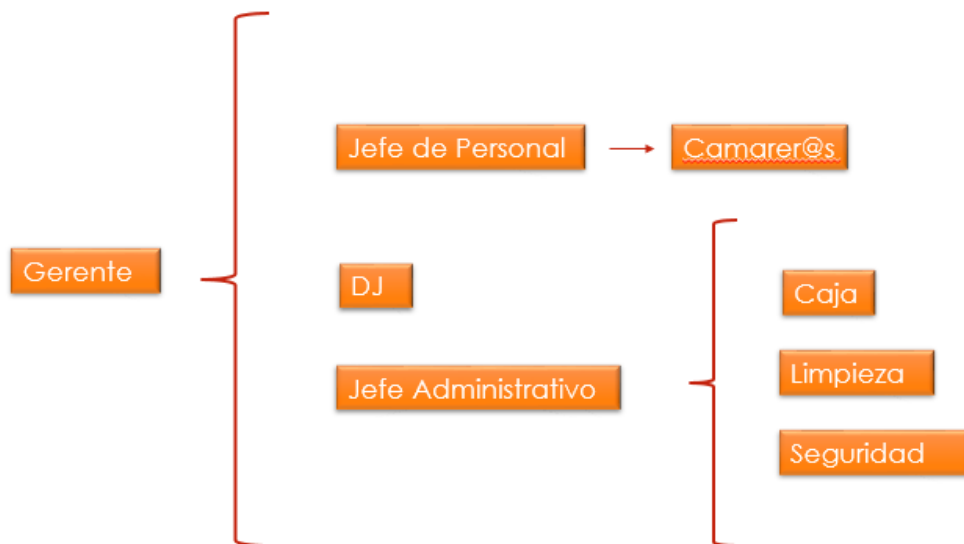 Jefe de Personal
Camarer@s
Gerente
DJ
Caja
Jefe Administrativo
Limpieza
Seguridad